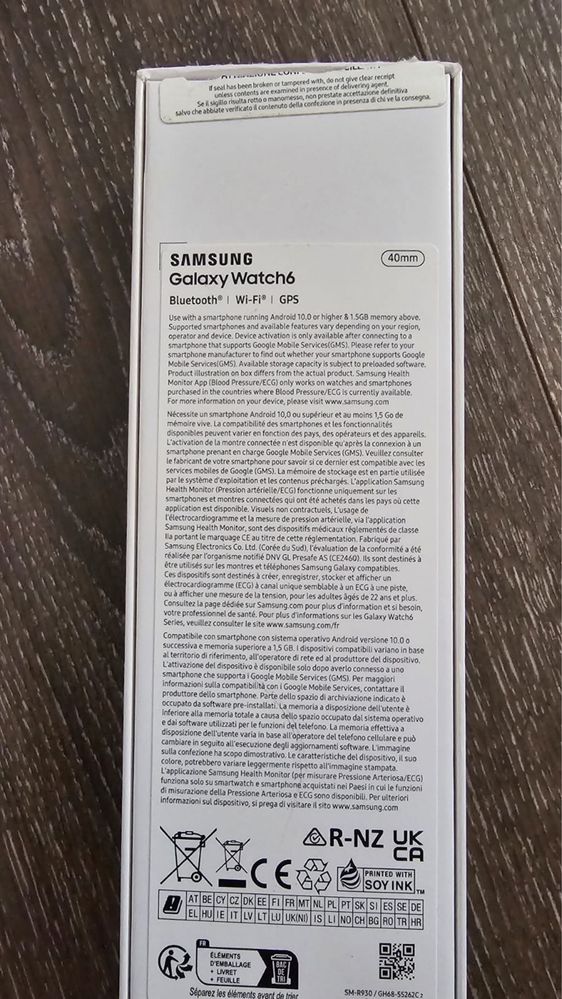 If seal has been broken or tampered with, do not give clear receipt
unless contents are examined in presence of delivering agent.
Se il sigillo risulta rotto o manomesso, non prestate accettazione definitiva
salvo che abbiate verificato il contenuto della confezione in presenza di chi ve la consegna.
SAMSUNG
40mm
Galaxy Watch6
Bluetooth® | Wi-Fi® | GPS
Use with a smartphone running Android 10.0 or higher & 1.5GB memory above.
Supported smartphones and available features vary depending on your region,
operator and device. Device activation is only available after connecting to a
smartphone that supports Google Mobile Services(GMS). Please refer to your
smartphone manufacturer to find out whether your smartphone supports Google
Mobile Services(GMS). Available storage capacity is subject to preloaded software.
Product illustration on box differs from the actual product. Samsung Health
Monitor App (Blood Pressure/ECG) only works on watches and smartphones
purchased in the countries where Blood Pressure/ECG is currently available.
For more information on your device, please visit www.samsung.com
Nécessite un smartphone Android 10,0 ou supérieur et au moins 1,5 Go de
mémoire vive. La compatibilité des smartphones et les fonctionnalités
disponibles peuvent varier en fonction des pays, des opérateurs et des appareils.
L'activation de la montre connectée n'est disponible qu'après la connexion à un
smartphone prenant en charge Google Mobile Services (GMS). Veuillez consulter
le fabricant de votre smartphone pour savoir si ce dernier est compatible avec les
services mobiles de Google (GMS). La mémoire de stockage est en partie utilisée
par le système d'exploitation et les contenus préchargés. L'application Samsung
Health Monitor (Pression artérielle/ECG) fonctionne uniquement sur les
smartphones et montres connectées qui ont été achetés dans les pays où cette
application est disponible. Visuels non contractuels. L'usage de
l'électrocardiogramme et la mesure de pression artérielle, via l'application
Samsung Health Monitor, sont des dispositifs médicaux réglementés de classe
IIa portant le marquage CE au titre de cette réglementation. Fabriqué par
Samsung Electronics Co. Ltd. (Corée du Sud), l'évaluation de la conformité a été
réalisée par l'organisme notifié DNV GL Presafe AS (CE2460). Ils sont destinés à
être utilisés sur les montres et téléphones Samsung Galaxy compatibles.
Ces dispositifs sont destinés à créer, enregistrer, stocker et afficher un
électrocardiogramme (ECG) à canal unique semblable à un ECG à une piste,
ou à afficher une mesure de la tension, pour les adultes âgés de 22 ans et plus.
Consultez la page dédiée sur Samsung.com pour plus d'information et si besoin,
votre professionnel de santé. Pour plus d'informations sur les Galaxy Watch6
Series, veuillez consulter le site www.samsung.com/fr
Compatibile con smartphone con sistema operativo Android versione 10.0 o
successiva e memoria superiore a 1,5 GB. I dispositivi compatibili variano in base
al territorio di riferimento, all'operatore di rete ed al produttore del dispositivo.
L'attivazione del dispositivo è disponibile solo dopo averlo connesso a uno
smartphone che supporta i Google Mobile Services (GMS). Per maggiori
informazioni sulla compatibilità con i Google Mobile Services, contattare il
produttore dello smartphone. Parte dello spazio di archiviazione indicato è
occupato da software pre-installati. La memoria a disposizione dell'utente è
inferiore alla memoria totale a causa dello spazio occupato dal sistema operativo
e dai software utilizzati per le funzioni del telefono. La memoria effettiva a
disposizione dell'utente varia in base all'operatore del telefono cellulare e può
cambiare in seguito all'esecuzione degli aggiornamenti software. L'immagine
sulla confezione ha scopo dimostrativo. Le caratteristiche del dispositivo, il suo
colore, potrebbero variare leggermente rispetto all'immagine stampata.
L'applicazione Samsung Health Monitor (per misurare Pressione Arteriosa/ECG)
funziona solo su smartwatch e smartphone acquistati nei Paesi in cui le funzioni
di misurazione della Pressione Arteriosa e ECG sono disponibili. Per ulteriori
informazioni sul dispositivo, si prega di visitare il sito www.samsung.com
R-NZ UK
CA
CE
PRINTED WITH
SOY INK TM
AT BE CY CZ DK EE FI FR MT NL PL PT SK SI ES SE DE
EL HU IE IT LV LT LU UK(NI) IS LI NO CH BG RO TR HR
FR
ÉLÉMENTS
D'EMBALLAGE
+ LIVRET
+ FEUILLE
BAC
DE
TRI
Séparez les éléments avant de trier
SM-R930 / GH68-55262C